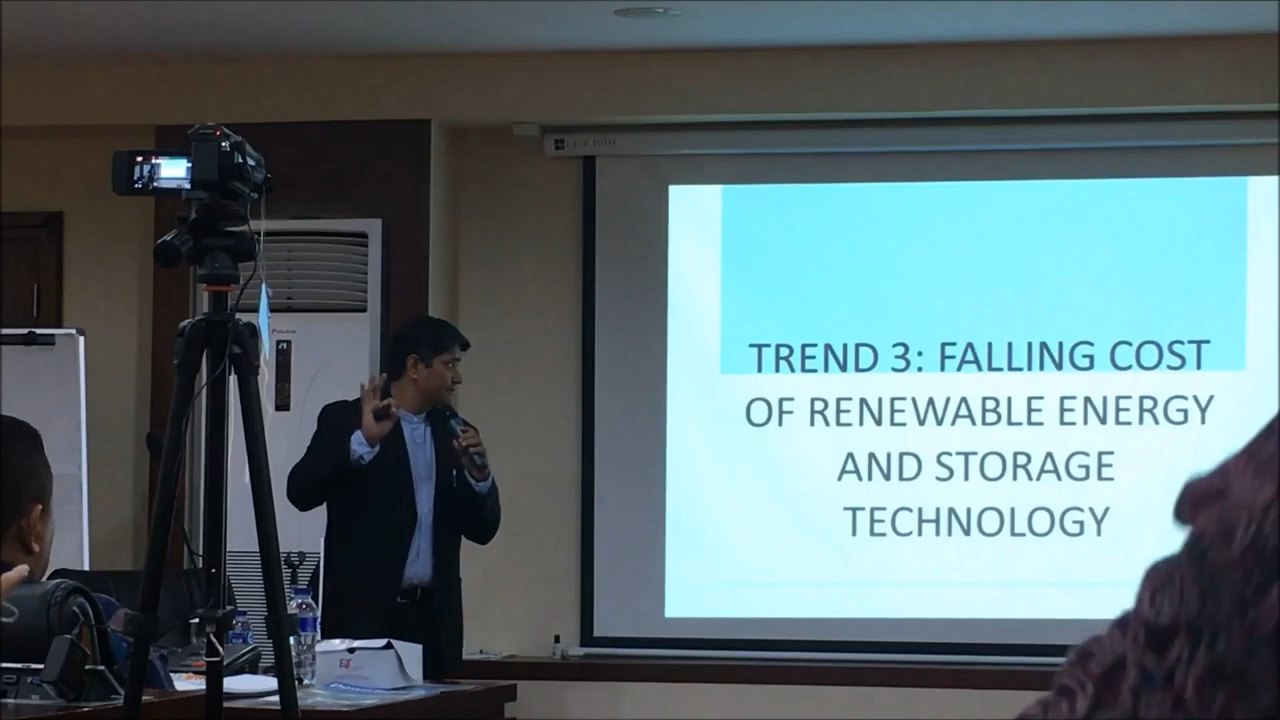 TREND 3: FALLING COST
OF RENEWABLE ENERGY
AND STORAGE
TECHNOLOGY